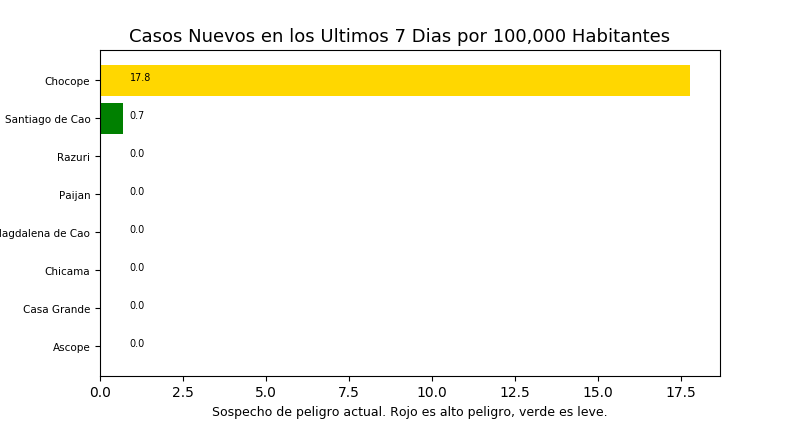 Casos Nuevos en los Ultimos 7 Dias por 100,000 Habitantes
Chocope 17.8
Santiago de Cao 0.7
Razuri 0.0
Paijan 0.0
lagdalena de Cao 0.0
Chicama 0.0
Casa Grande 0.0
Ascope 0.0
0.0 2.5 5.0 7.5 10.0 12.5 15.0 17.5
Sospecho de peligro actual. Rojo es alto peligro, verde es leve.